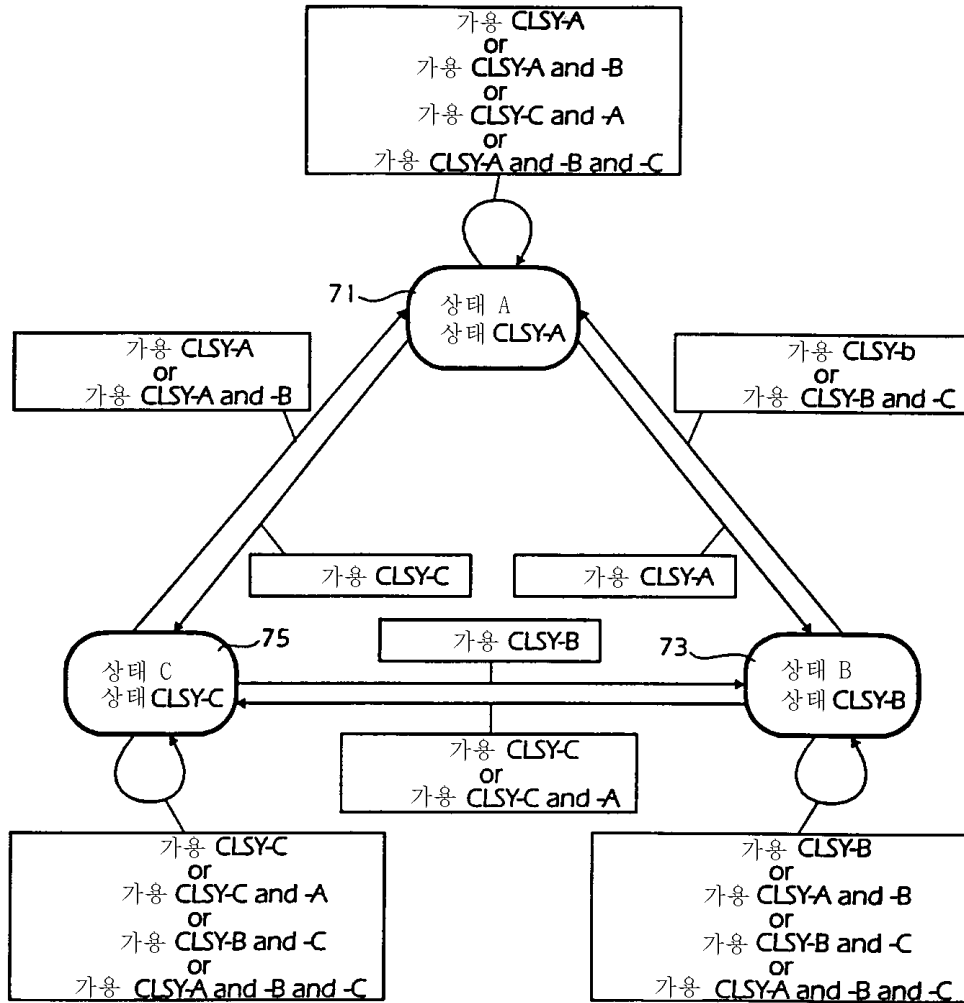 가용 CLSY-A
or
가용 CLSY-A and -B
or
가용 CLSY-C and -A
or
가용 CLSY-A and -B and -C
71
상태 A
상태 CLSY-A
가용 CLSY-A
or
가용 CLSY-A and -B
가용 CLSY-b
or
가용 CLSY-B and -C
가용 CLSY-C
가용 CLSY-A
75
상태 C
상태 CLSY-C
가용 CLSY-B
73
상태 B
상태 CLSY-B
가용 CLSY-C
or
가용 CLSY-C and -A
가용 CLSY-C
or
가용 CLSY-C and -A
or
가용 CLSY-B and -C
or
가용 CLSY-A and -B and -C
가용 CLSY-B
or
가용 CLSY-A and -B
or
가용 CLSY-B and -C
or
가용 CLSY-A and -B and -C